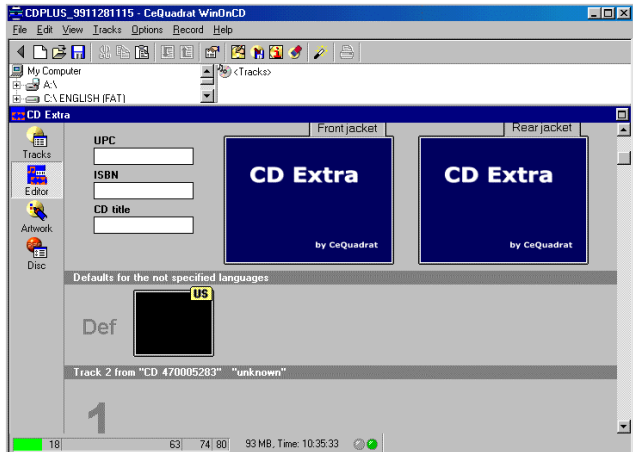 CDPLUS_9911281115 - CeQuadrat WinOnCD
File Edit View Tracks Options Record Help
My Computer
A:\
C:\ ENGLISH (FAT)
<Tracks>
CD Extra
Tracks
Editor
Artwork
Disc
UPC
ISBN
CD title
Front jacket
CD Extra
by CeQuadrat
Rear jacket
CD Extra
by CeQuadrat
Defaults for the not specified languages
Def
US
Track 2 from "CD 470005283" "unknown"
1
18 63 74 80 93 MB, Time: 10:35:33